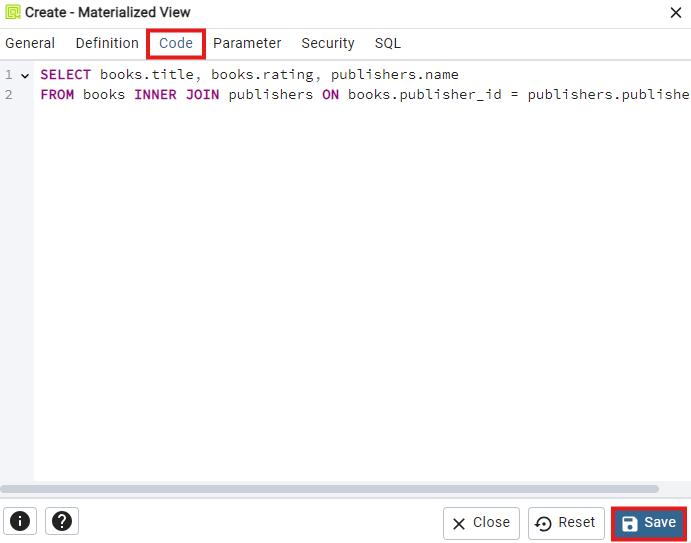 Create - Materialized View
General Definition Code Parameter Security SQL
1 SELECT books.title, books.rating, publishers.name
2 FROM books INNER JOIN publishers ON books.publisher_id = publishers.publishe
Close Reset Save